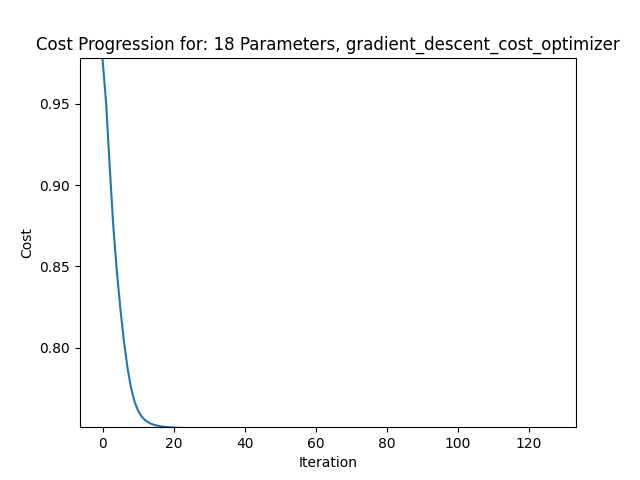 Cost Progression for: 18 Parameters, gradient_descent_cost_optimizer
0.95
0.90
0.85
0.80
Cost
0 20 40 60 80 100 120
Iteration